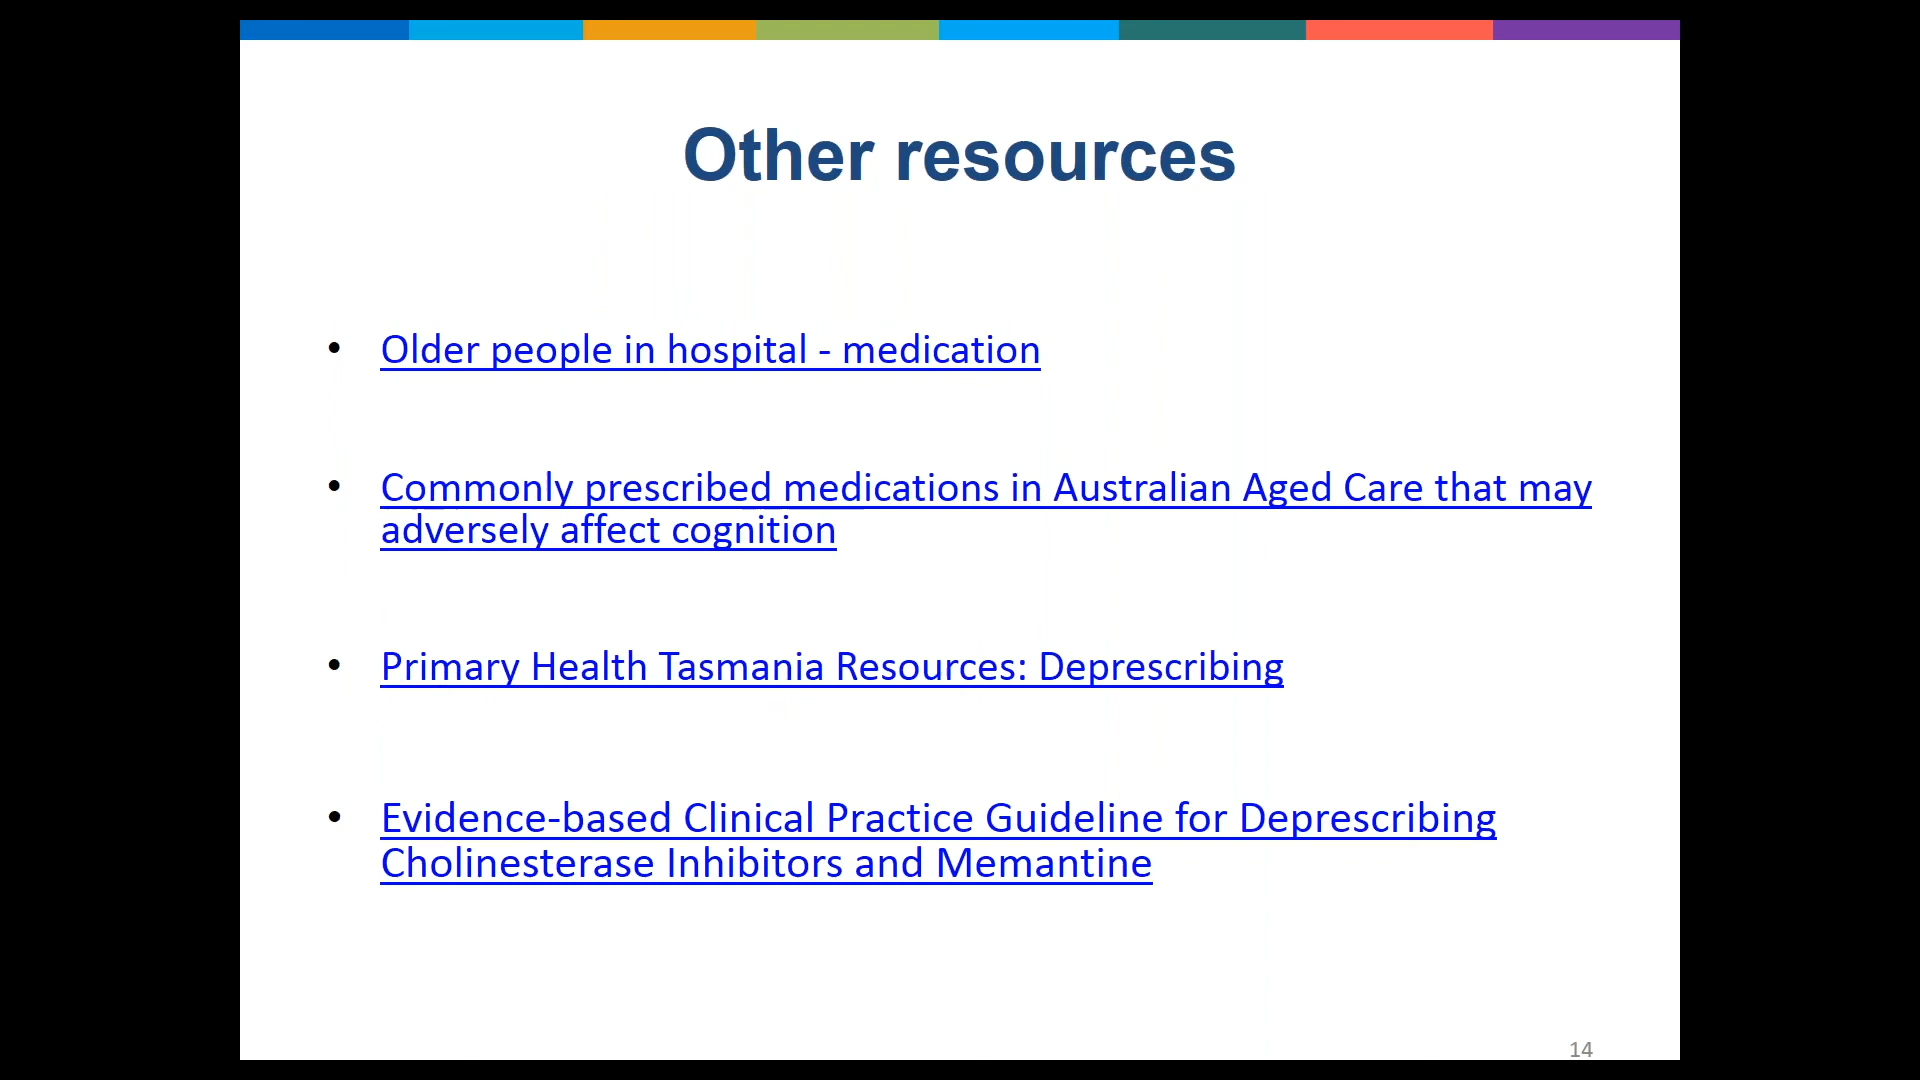 Other resources
• Older people in hospital - medication
• Commonly prescribed medications in Australian Aged Care that may
adversely affect cognition
• Primary Health Tasmania Resources: Deprescribing
• Evidence-based Clinical Practice Guideline for Deprescribing
Cholinesterase Inhibitors and Memantine
14